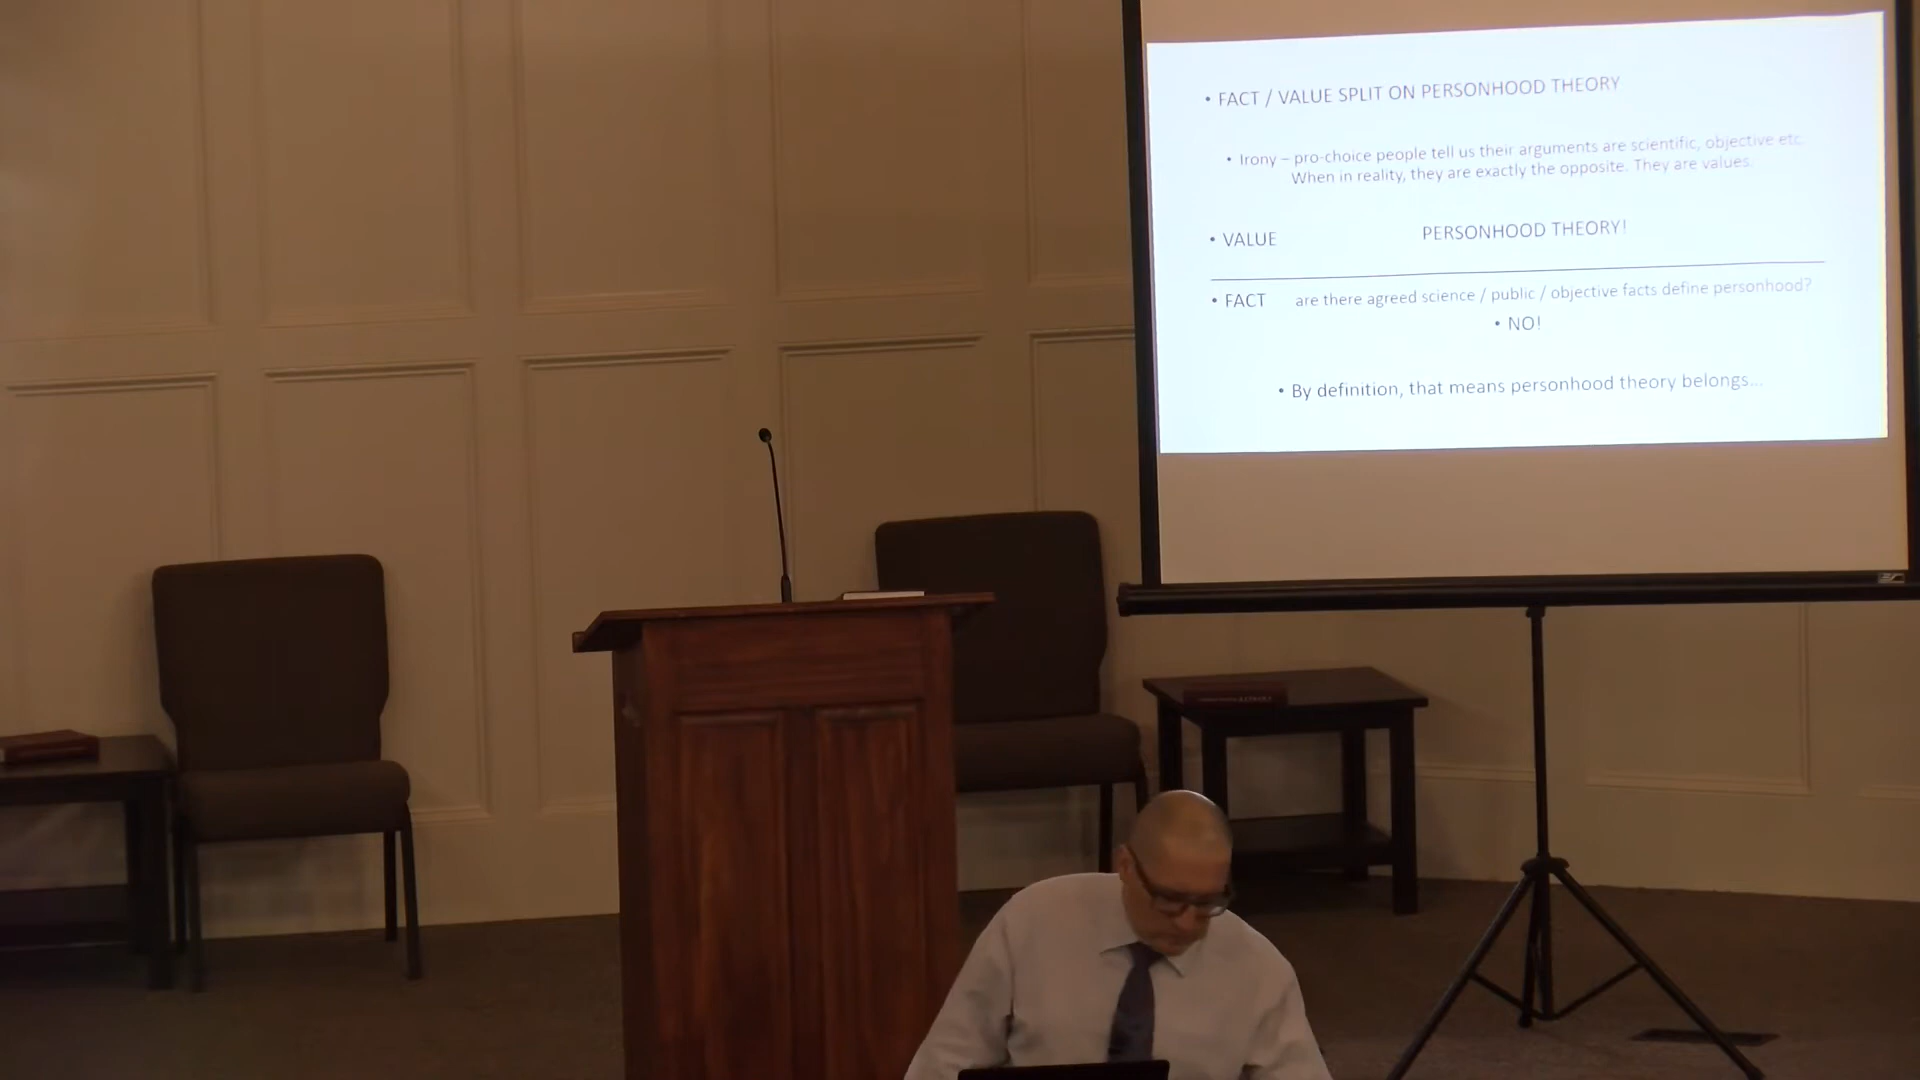 • FACT / VALUE SPLIT ON PERSONHOOD THEORY
• Irony – pro-choice people tell us their arguments are scientific, objective etc.
When in reality, they are exactly the opposite. They are values.
• VALUE PERSONHOOD THEORY!
• FACT are there agreed science / public / objective facts define personhood?
• NO!
• By definition, that means personhood theory belongs...